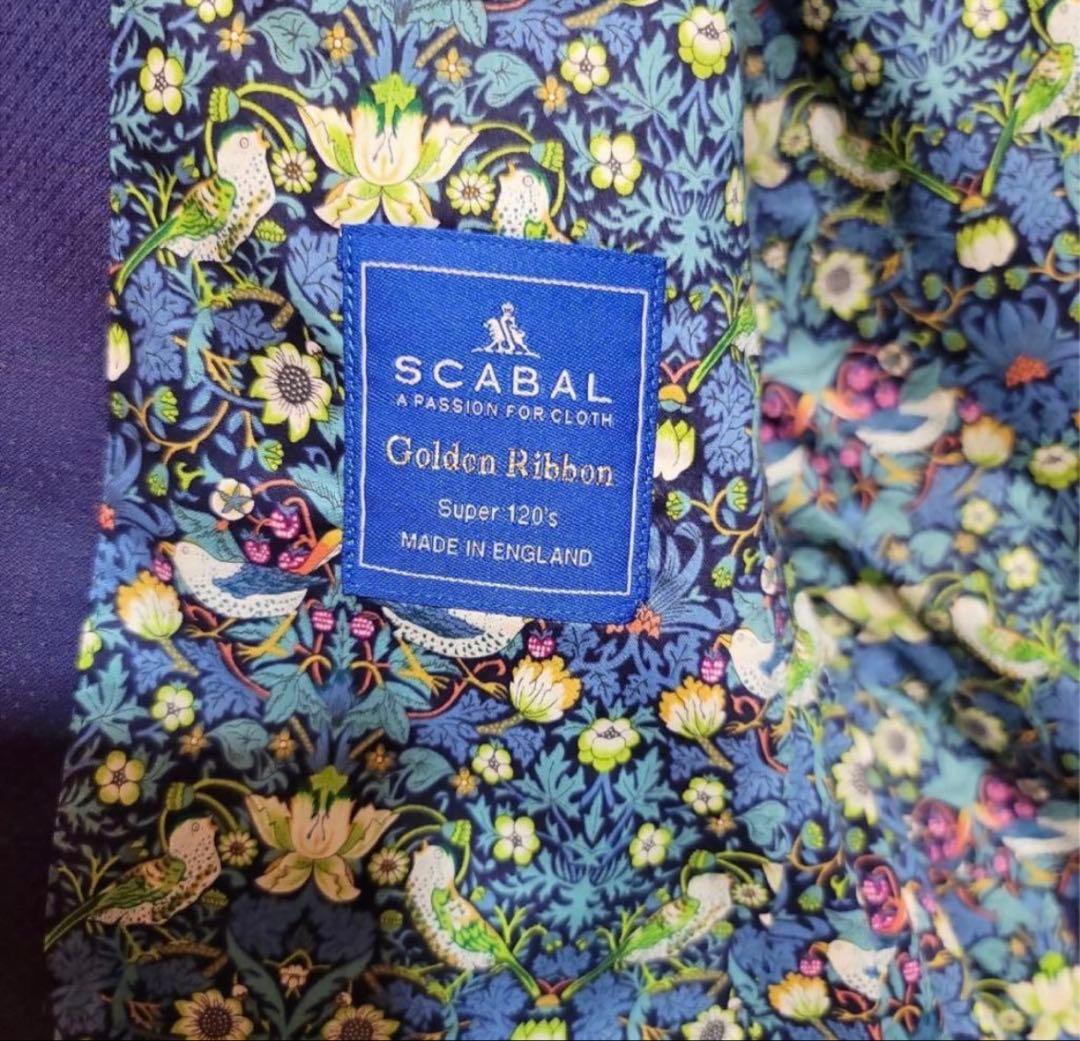 SCABAL
A PASSION FOR CLOTH
Golden Ribbon
Super 120's
MADE IN ENGLAND